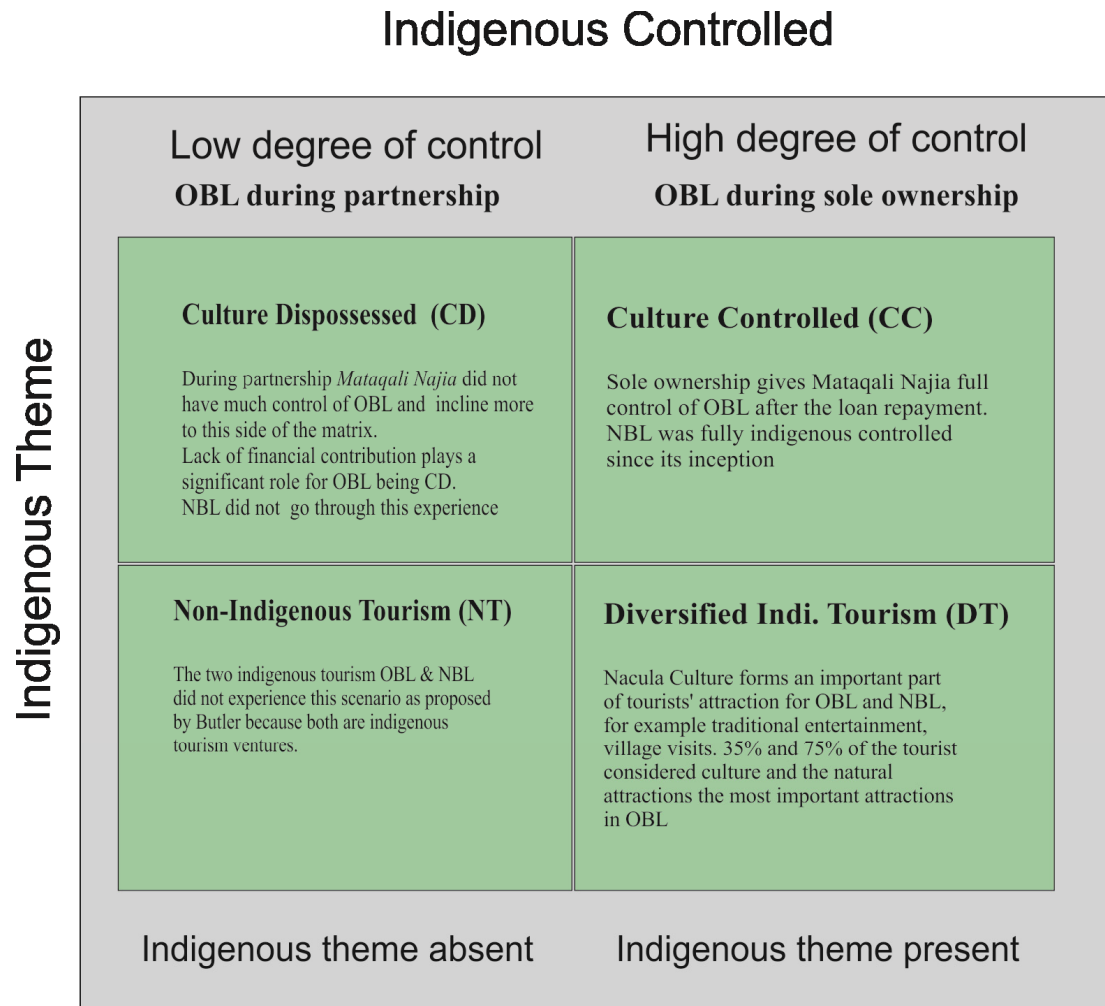 Indigenous Controlled
Low degree of control
OBL during partnership
High degree of control
OBL during sole ownership
Indigenous Theme
Culture Dispossessed (CD)
During partnership Mataqali Najia did not
have much control of OBL and incline more
to this side of the matrix.
Lack of financial contribution plays a
significant role for OBL being CD.
NBL did not go through this experience
Culture Controlled (CC)
Sole ownership gives Mataqali Najia full
control of OBL after the loan repayment.
NBL was fully indigenous controlled
since its inception
Non-Indigenous Tourism (NT)
The two indigenous tourism OBL & NBL
did not experience this scenario as proposed
by Butler because both are indigenous
tourism ventures.
Diversified Indi. Tourism (DT)
Nacula Culture forms an important part
of tourists' attraction for OBL and NBL,
for example traditional entertainment,
village visits. 35% and 75% of the tourist
considered culture and the natural
attractions the most important attractions
in OBL
Indigenous theme absent
Indigenous theme present